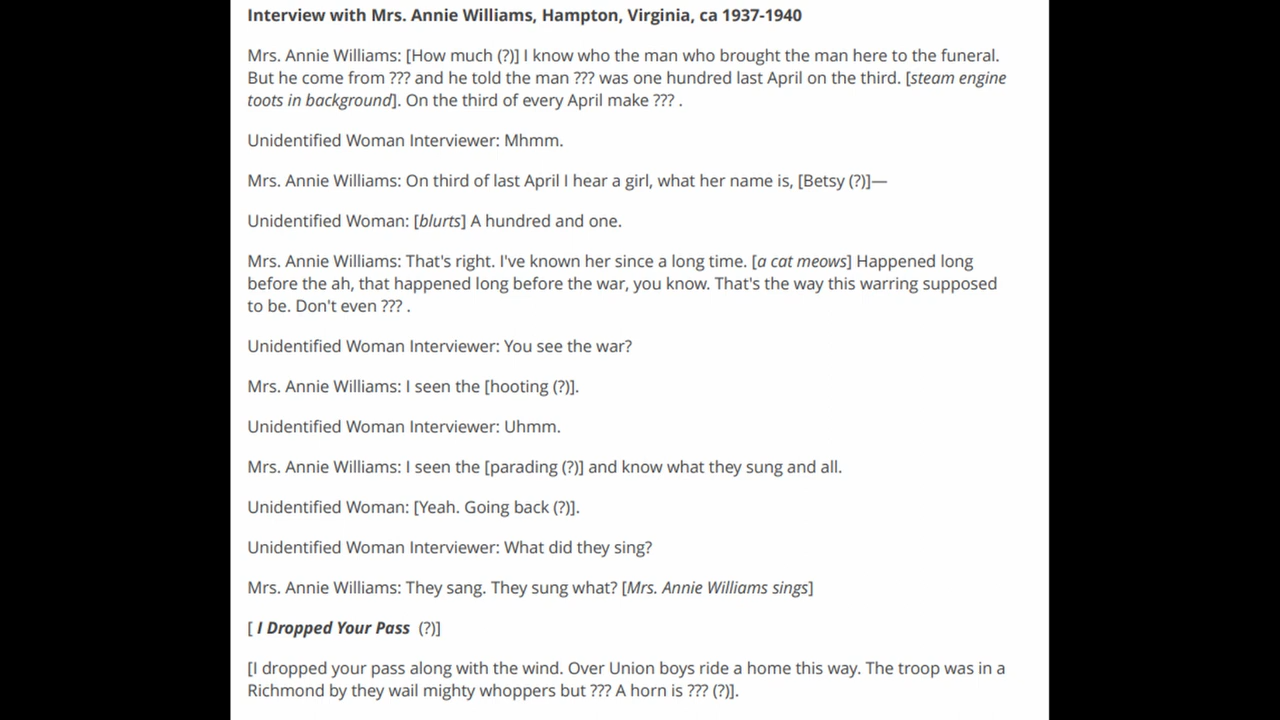 Interview with Mrs. Annie Williams, Hampton, Virginia, ca 1937-1940
Mrs. Annie Williams: [How much (?)] I know who the man who brought the man here to the funeral.
But he come from ??? and he told the man ??? was one hundred last April on the third. [steam engine
toots in background]. On the third of every April make ??? .
Unidentified Woman Interviewer: Mhmm.
Mrs. Annie Williams: On third of last April I hear a girl, what her name is, [Betsy (?)]—
Unidentified Woman: [blurts] A hundred and one.
Mrs. Annie Williams: That's right. I've known her since a long time. [a cat meows] Happened long
before the ah, that happened long before the war, you know. That's the way this warring supposed
to be. Don't even ??? .
Unidentified Woman Interviewer: You see the war?
Mrs. Annie Williams: I seen the [hooting (?)].
Unidentified Woman Interviewer: Uhmm.
Mrs. Annie Williams: I seen the [parading (?)] and know what they sung and all.
Unidentified Woman: [Yeah. Going back (?)].
Unidentified Woman Interviewer: What did they sing?
Mrs. Annie Williams: They sang. They sung what? [Mrs. Annie Williams sings]
[ I Dropped Your Pass (?)]
[I dropped your pass along with the wind. Over Union boys ride a home this way. The troop was in a
Richmond by they wail mighty whoppers but ??? A horn is ??? (?)].